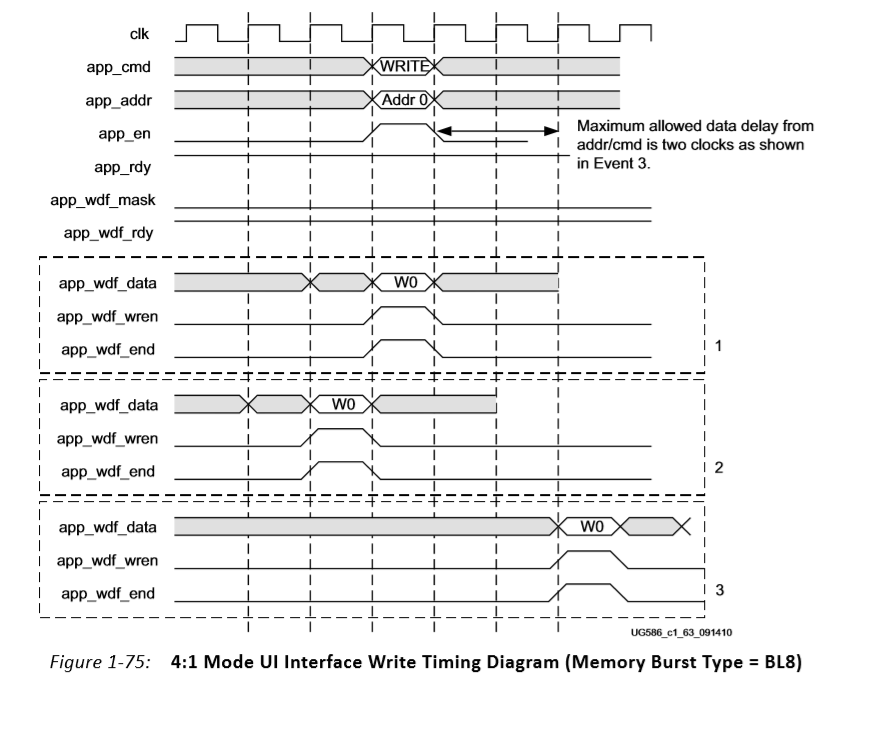 clk
app_cmd
WRITE
app_addr
Addr 0
app_en
Maximum allowed data delay from
addr/cmd is two clocks as shown
in Event 3.
app_rdy
app_wdf_mask
app_wdf_rdy
app_wdf_data
W0
app_wdf_wren
app_wdf_end
1
app_wdf_data
W0
app_wdf_wren
app_wdf_end
2
app_wdf_data
W0
app_wdf_wren
app_wdf_end
3
UG586_c1_63_091410
Figure 1-75: 4:1 Mode UI Interface Write Timing Diagram (Memory Burst Type = BL8)